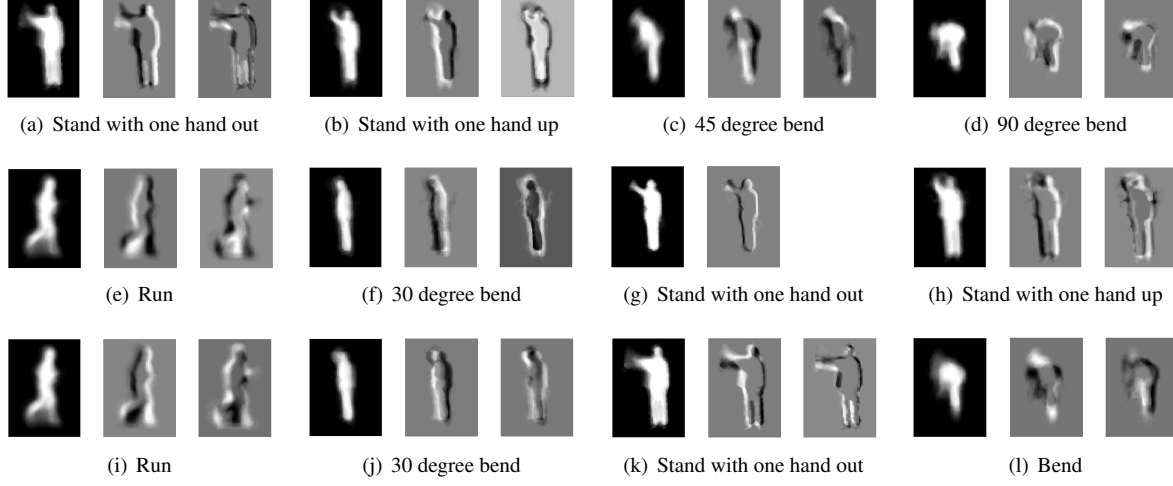 (a) Stand with one hand out
(b) Stand with one hand up
(c) 45 degree bend
(d) 90 degree bend
(e) Run
(f) 30 degree bend
(g) Stand with one hand out
(h) Stand with one hand up
(i) Run
(j) 30 degree bend
(k) Stand with one hand out
(l) Bend